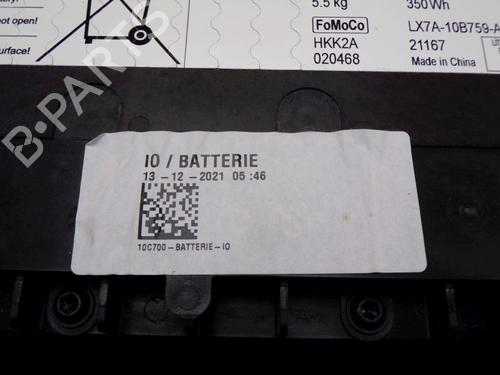 not open!
surface!
5.5 kg
350 Wh
FoMoCo
LX7A-10B759-A
HKK2A
21167
020468
Made in China
B-PARTS
IO / BATTERIE
13-12-2021 05:46
10C700-BATTERIE-IO